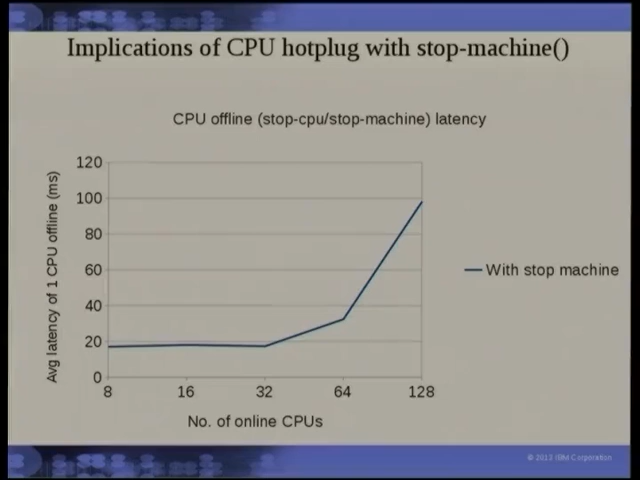 Implications of CPU hotplug with stop-machine()
CPU offline (stop-cpu/stop-machine) latency
Avg latency of 1 CPU offline (ms)
120
100
80
60
40
20
0
8 16 32 64 128
With stop machine
No. of online CPUs
© 2013 IBM Corporation